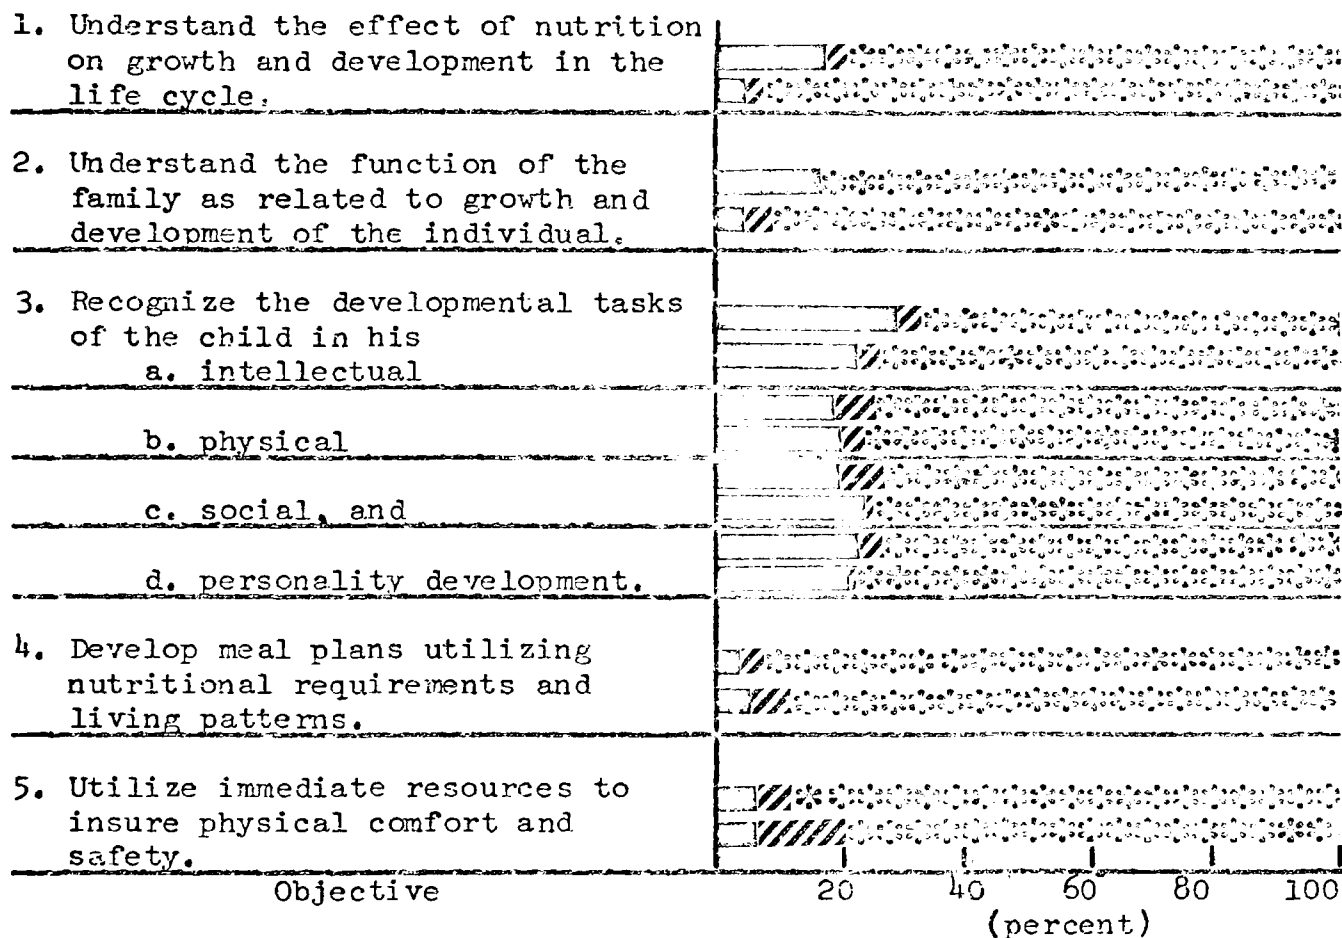 1. Understand the effect of nutrition
on growth and development in the
life cycle.
2. Understand the function of the
family as related to growth and
development of the individual.
3. Recognize the developmental tasks
of the child in his
a. intellectual
b. physical
c. social, and
d. personality development.
4. Develop meal plans utilizing
nutritional requirements and
living patterns.
5. Utilize immediate resources to
insure physical comfort and
safety.
Objective 20 40 60 80 100
(percent)